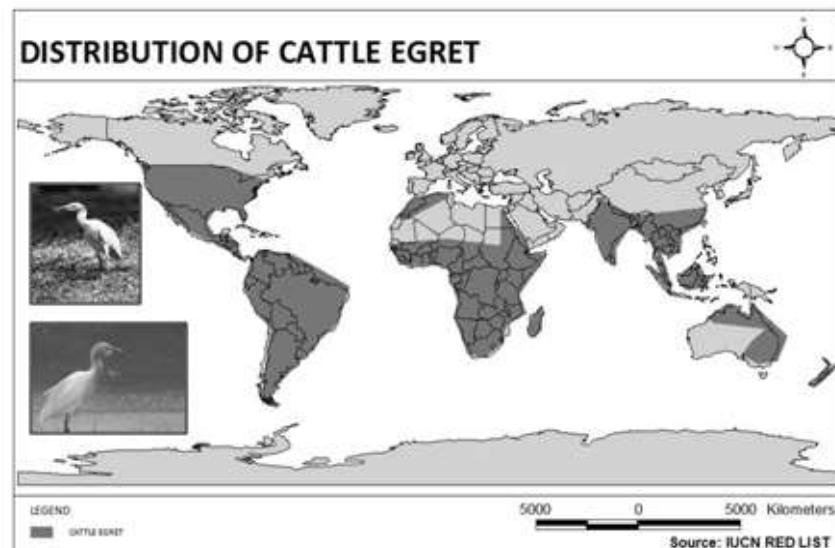 DISTRIBUTION OF CATTLE EGRET
LEGEND
CATTLE EGRET
5000 0 5000 Kilometers
Source: IUCN RED LIST